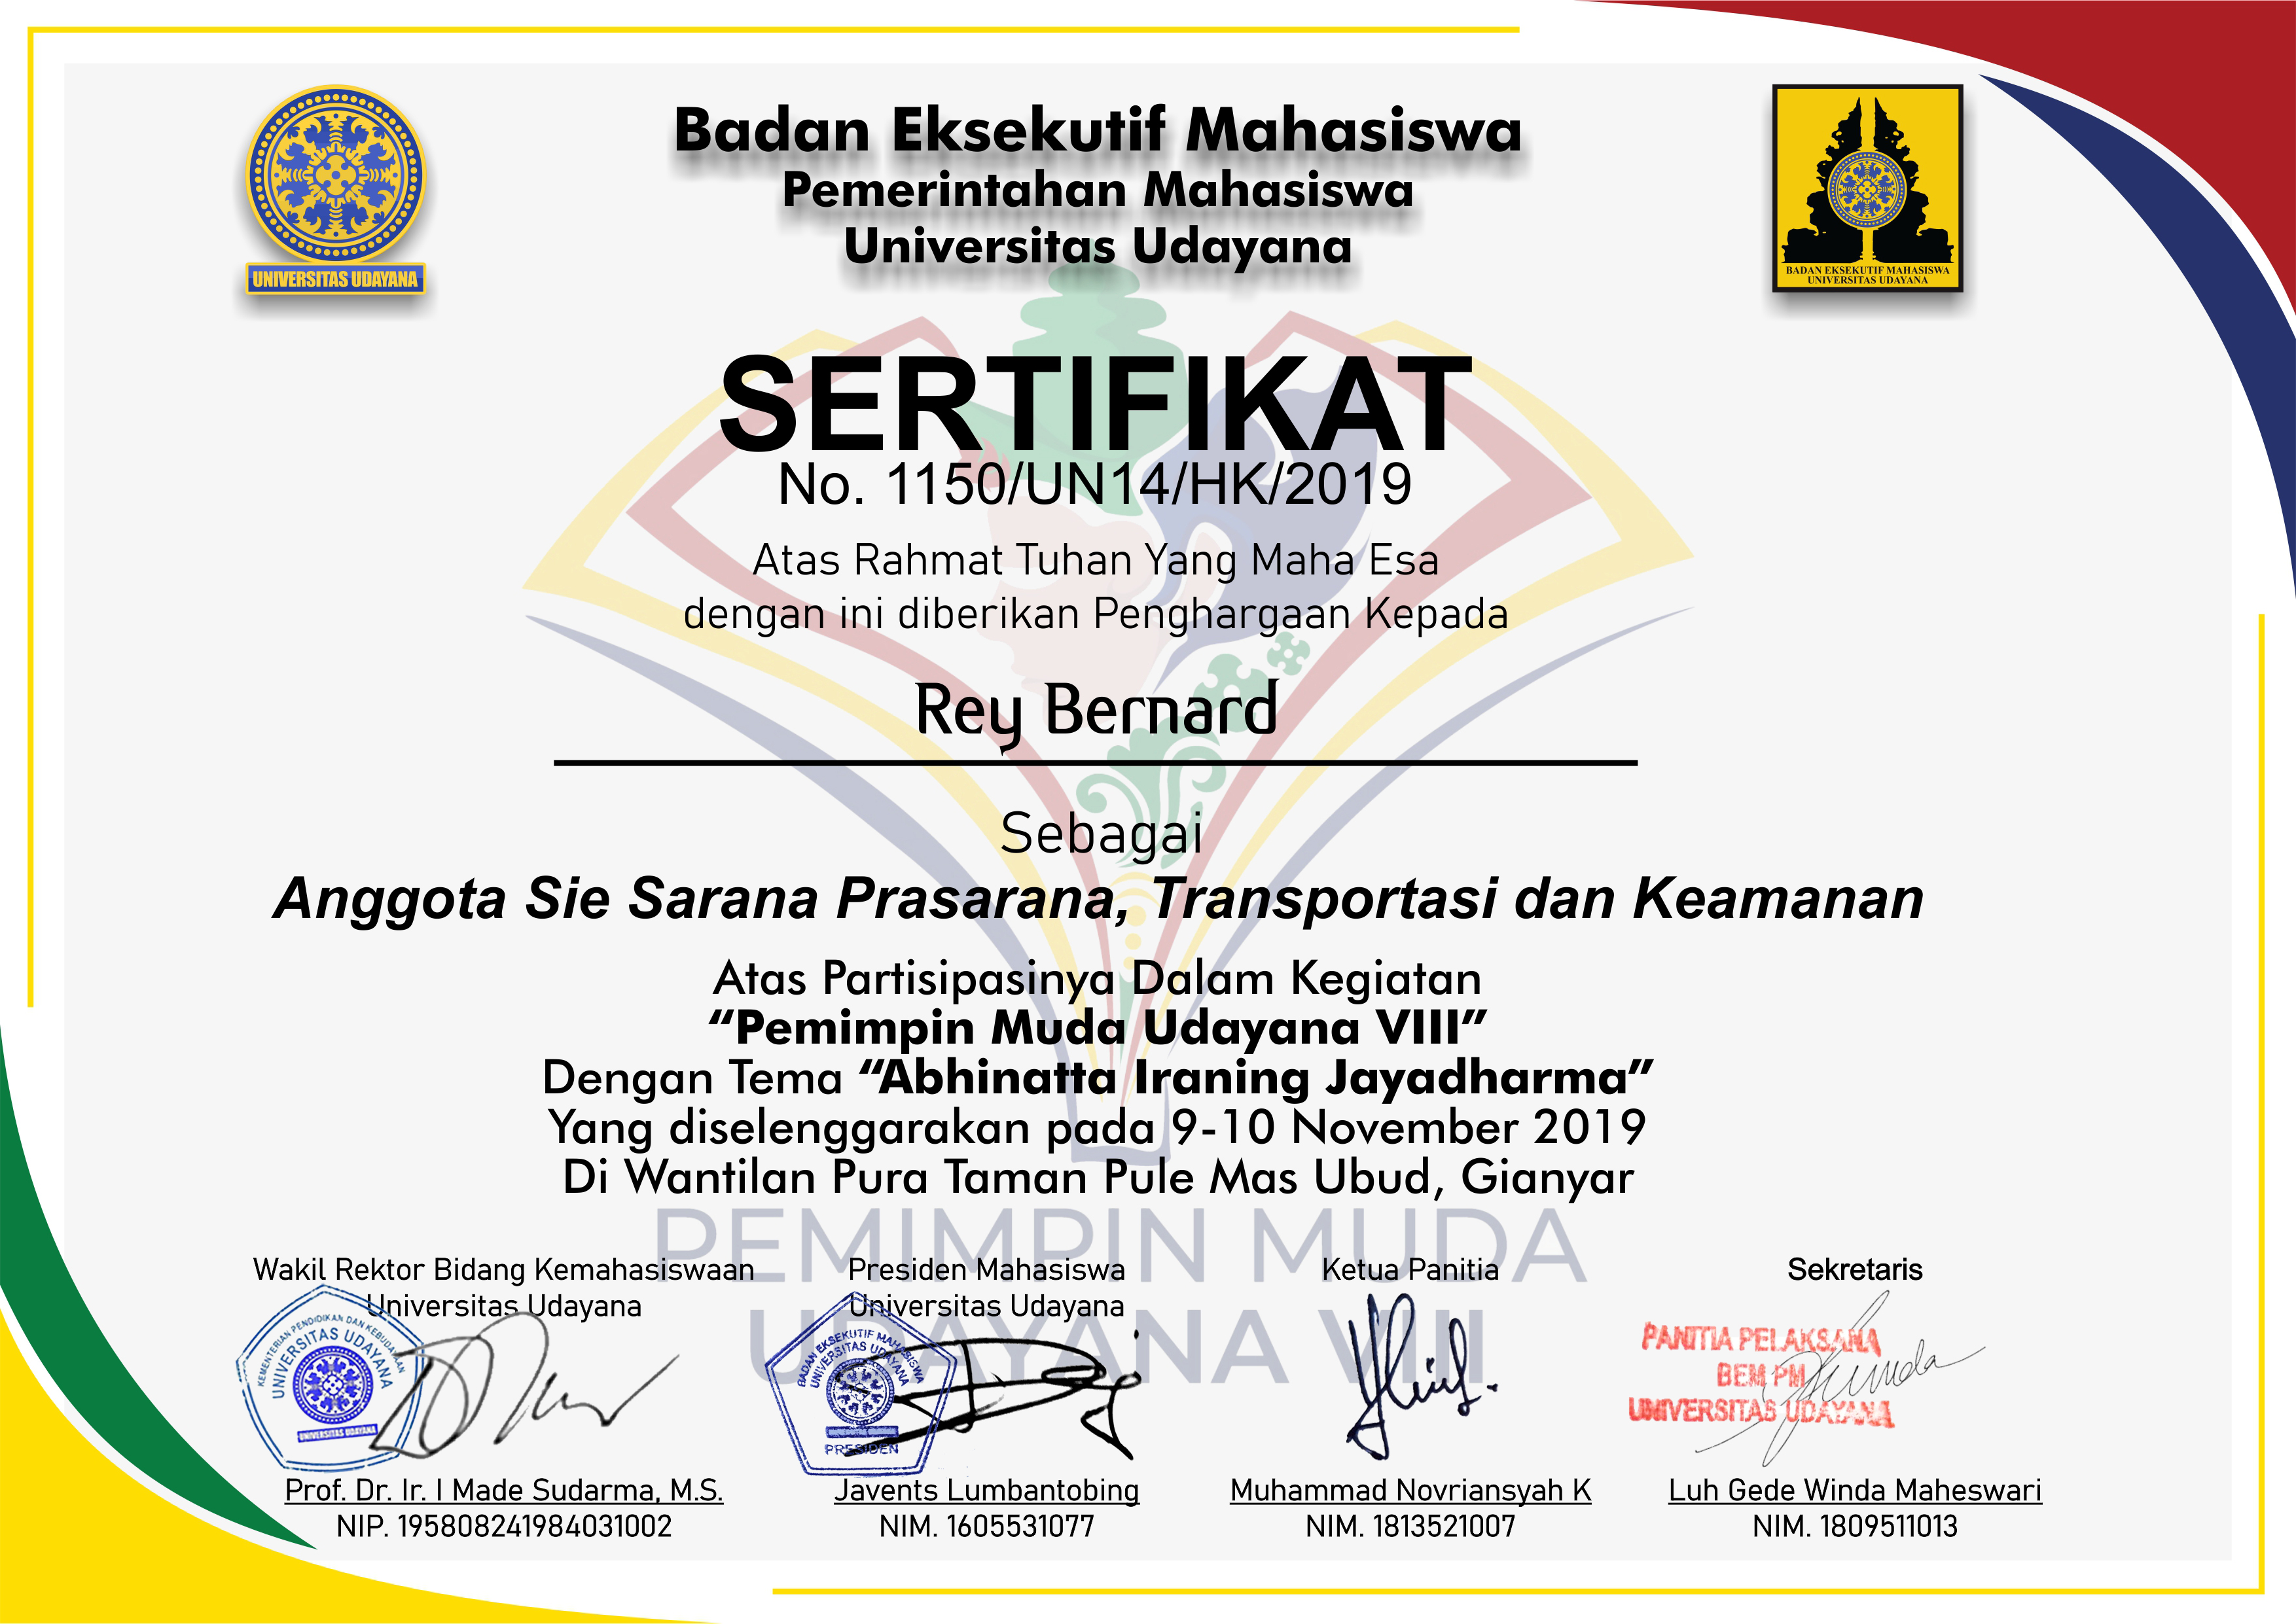 Badan Eksekutif Mahasiswa
Pemerintahan Mahasiswa
Universitas Udayana
UNIVERSITAS UDAYANA
BADAN EKSEKUTIF MAHASISWA
UNIVERSITAS UDAYANA
SERTIFIKAT
No. 1150/UN14/HK/2019
Atas Rahmat Tuhan Yang Maha Esa
dengan ini diberikan Penghargaan Kepada
Rey Bernard
Sebagai
Anggota Sie Sarana Prasarana, Transportasi dan Keamanan
Atas Partisipasinya Dalam Kegiatan
“Pemimpin Muda Udayana VIII”
Dengan Tema “Abhinatta Iraning Jayadharma”
Yang diselenggarakan pada 9-10 November 2019
Di Wantilan Pura Taman Pule Mas Ubud, Gianyar
PEMIMPIN MUDA
UDAYANA VIII
Wakil Rektor Bidang Kemahasiswaan
Universitas Udayana
KEMENTERIAN PENDIDIKAN DAN KEBUDAYAAN
UNIVERSITAS UDAYANA
UNIVERSITAS UDAYANA
Prof. Dr. Ir. I Made Sudarma, M.S.
NIP. 195808241984031002
Presiden Mahasiswa
Universitas Udayana
BADAN EKSEKUTIF MAHASISWA
UNIVERSITAS UDAYANA
PRESIDEN
Javents Lumbantobing
NIM. 1605531077
Ketua Panitia
Muhammad Novriansyah K
NIM. 1813521007
Sekretaris
PANITIA PELAKSANA
BEM PM
UNIVERSITAS UDAYANA
Luh Gede Winda Maheswari
NIM. 1809511013